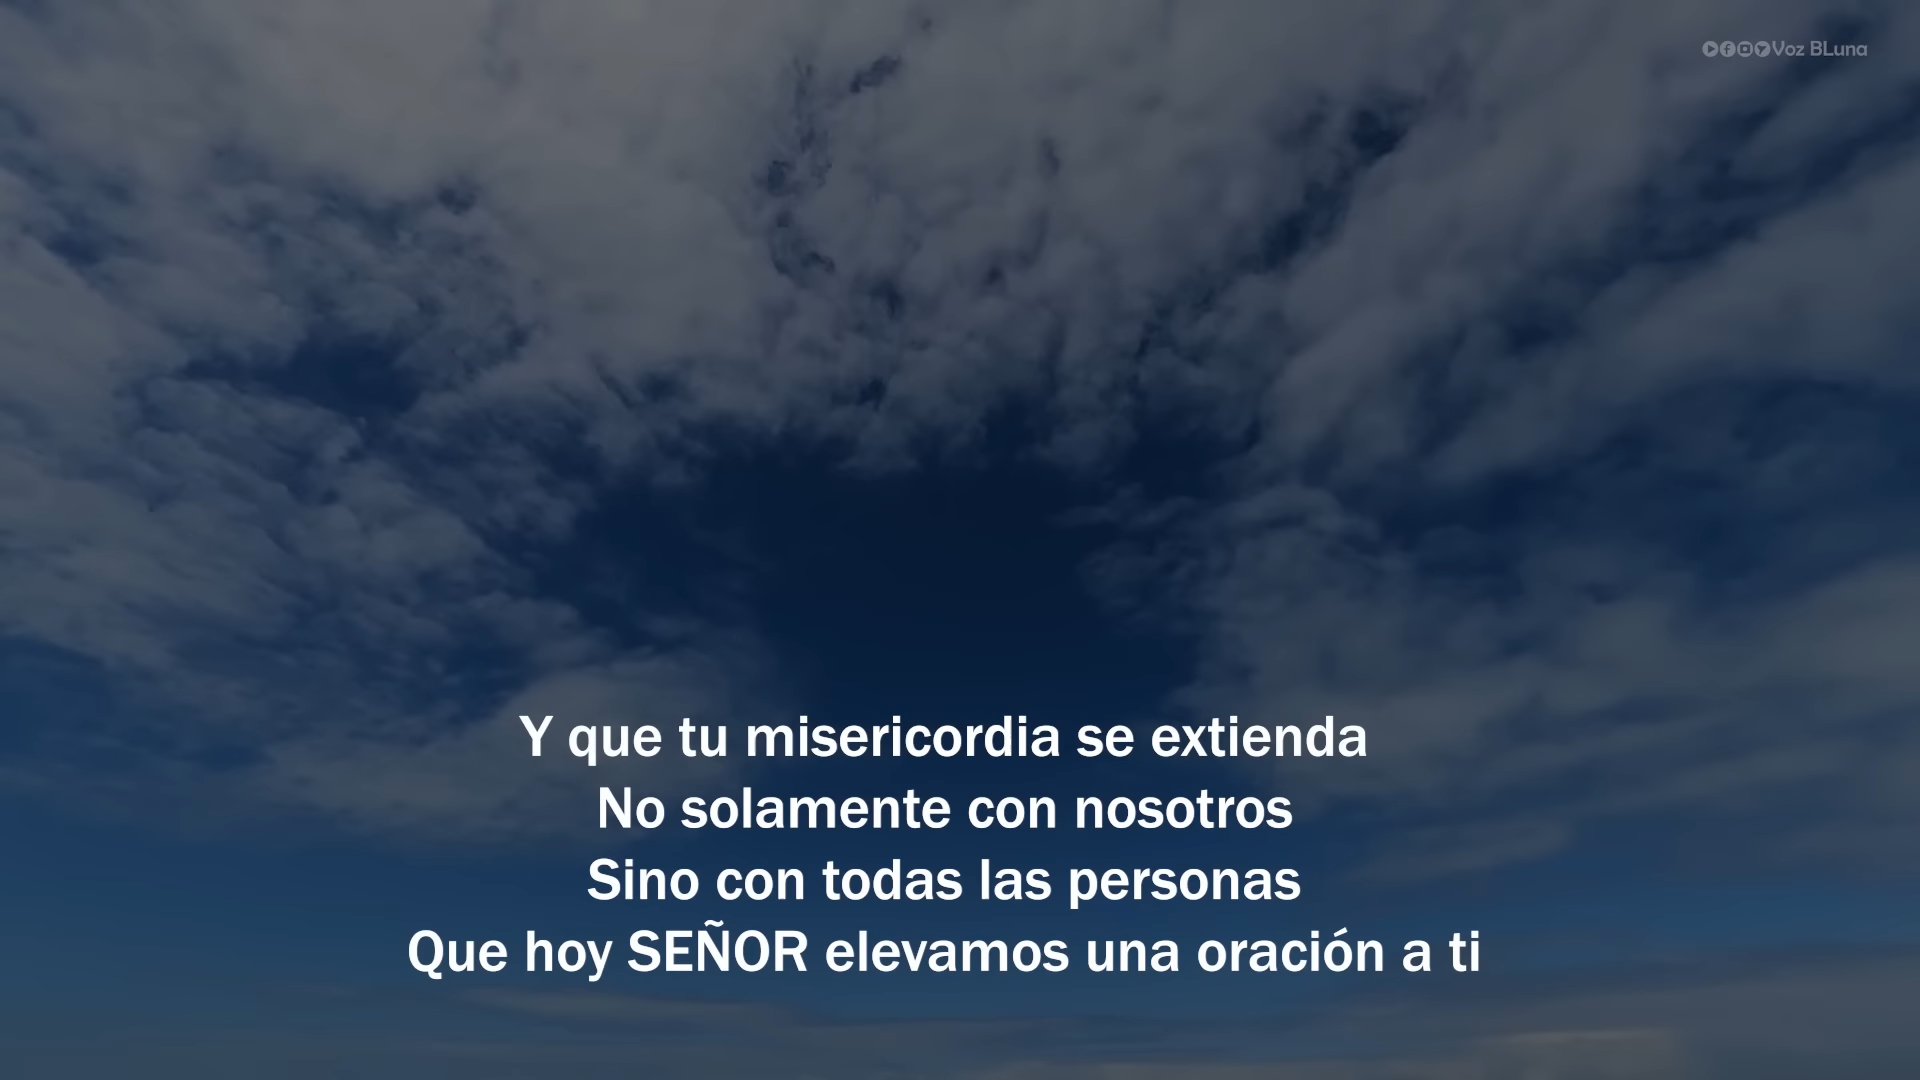 Voz BLuna
Y que tu misericordia se extienda
No solamente con nosotros
Sino con todas las personas
Que hoy SEÑOR elevamos una oración a ti